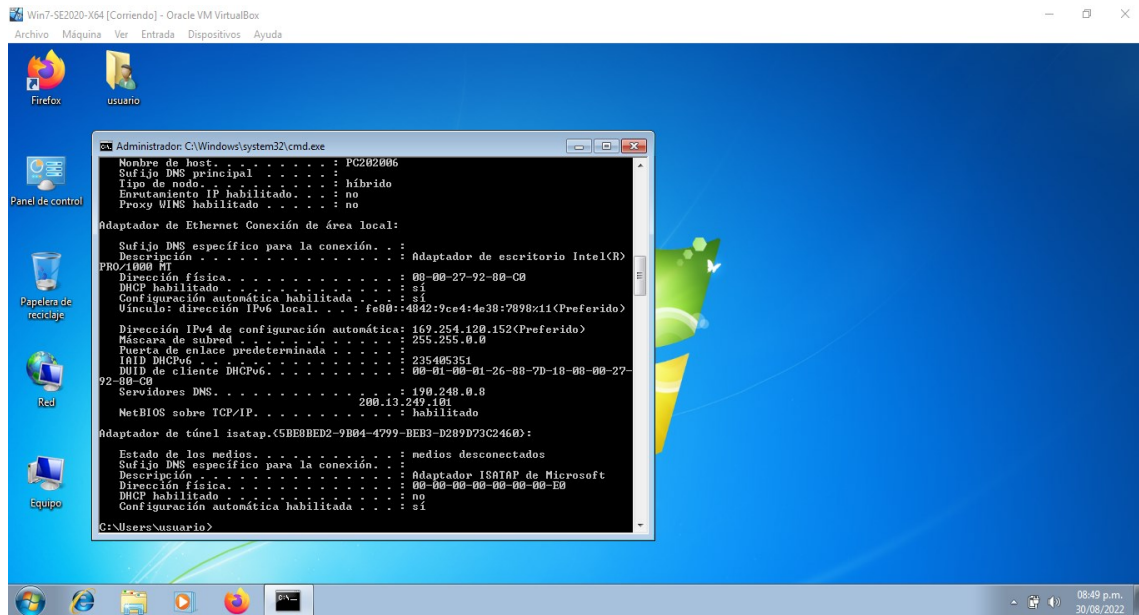 Win7-SE2020-X64 [Corriendo] - Oracle VM VirtualBox
Archivo Máquina Ver Entrada Dispositivos Ayuda
Firefox
usuario
Panel de control
Papelera de
reciclaje
Red
Equipo
Administrador: C:\Windows\system32\cmd.exe
Nombre de host. . . . . . . . . : PC202006
Sufijo DNS principal . . . . . :
Tipo de nodo. . . . . . . . . . : híbrido
Enrutamiento IP habilitado. . . : no
Proxy WINS habilitado . . . . . : no
Adaptador de Ethernet Conexión de área local:
Sufijo DNS específico para la conexión. . :
Descripción . . . . . . . . . . . . . . . : Adaptador de escritorio Intel(R)
PRO/1000 MT
Dirección física. . . . . . . . . . . . . : 08-00-27-92-80-C0
DHCP habilitado . . . . . . . . . . . . . : sí
Configuración automática habilitada . . . : sí
Vínculo: dirección IPv6 local. . . : fe80::4842:9ce4:4e38:7898%11(Preferido)
Dirección IPv4 de configuración automática: 169.254.120.152(Preferido)
Máscara de subred . . . . . . . . . . . . : 255.255.0.0
Puerta de enlace predeterminada . . . . . :
IAID DHCPv6 . . . . . . . . . . . . . . . : 235405351
DUID de cliente DHCPv6. . . . . . . . . . : 00-01-00-01-26-88-7D-18-08-00-27-
92-80-C0
Servidores DNS. . . . . . . . . . . . . . : 190.248.0.8
200.13.249.101
NetBIOS sobre TCP/IP. . . . . . . . . . . : habilitado
Adaptador de túnel isatap.{5BE8BED2-9B04-4799-BEB3-D289D73C2460}:
Estado de los medios. . . . . . . . . . . : medios desconectados
Sufijo DNS específico para la conexión. . :
Descripción . . . . . . . . . . . . . . . : Adaptador ISATAP de Microsoft
Dirección física. . . . . . . . . . . . . : 00-00-00-00-00-00-00-E0
DHCP habilitado . . . . . . . . . . . . . : no
Configuración automática habilitada . . . : sí
C:\Users\usuario>
08:49 p.m.
30/08/2022